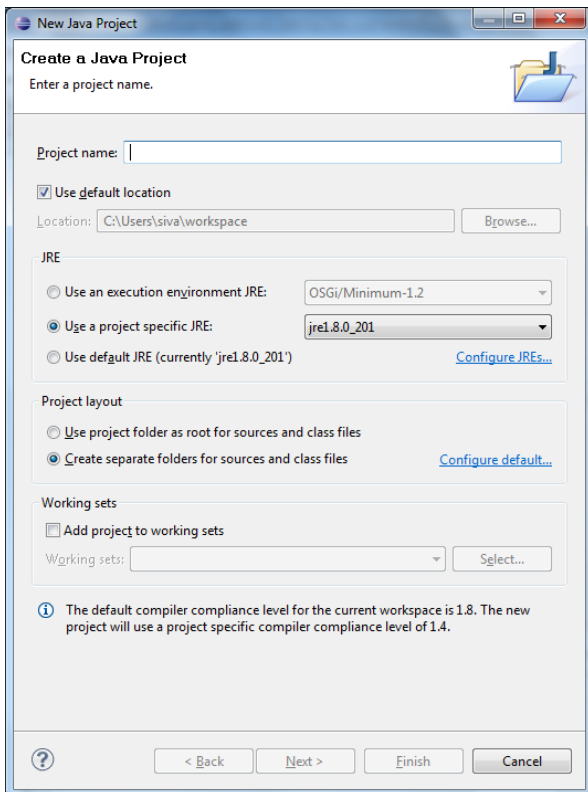 New Java Project
Create a Java Project
Enter a project name.
Project name:
Use default location
Location: C:\Users\siva\workspace Browse...
JRE
Use an execution environment JRE: OSGi/Minimum-1.2
Use a project specific JRE: jre1.8.0_201
Use default JRE (currently 'jre1.8.0_201') Configure JREs...
Project layout
Use project folder as root for sources and class files
Create separate folders for sources and class files Configure default...
Working sets
Add project to working sets
Working sets: Select...
The default compiler compliance level for the current workspace is 1.8. The new
project will use a project specific compiler compliance level of 1.4.
? < Back Next > Finish Cancel